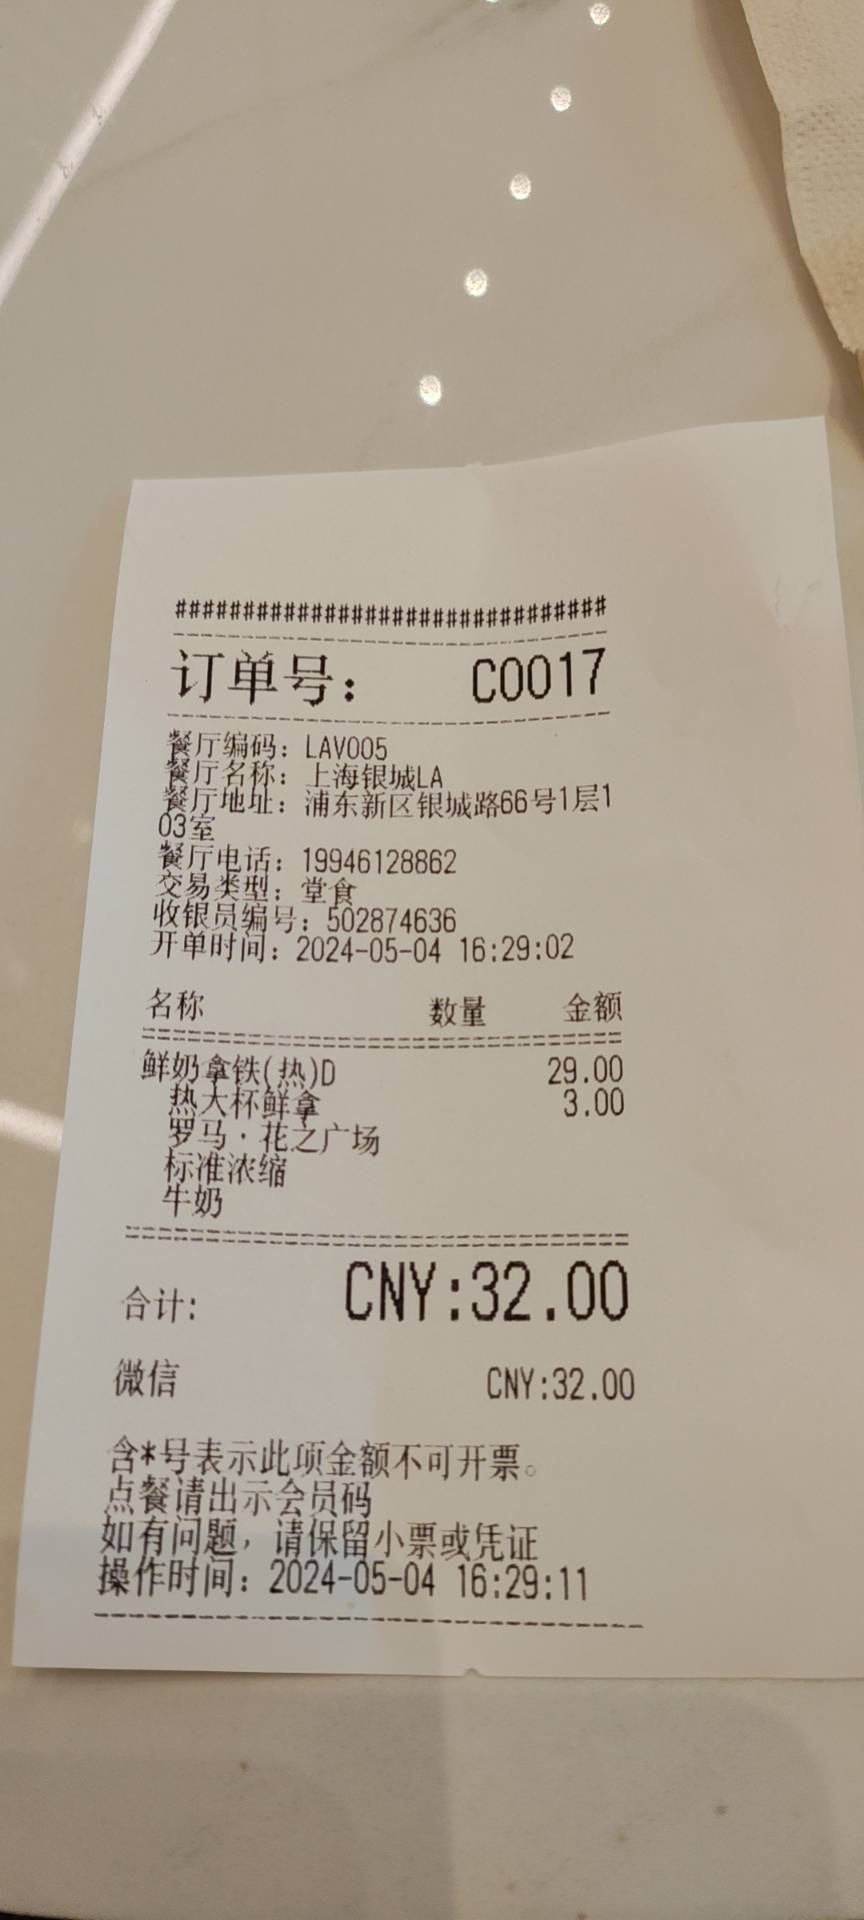 ################################
订单号： C0017
餐厅编码：LAV005
餐厅名称：上海银城LA
餐厅地址：浦东新区银城路66号1层1
03室
餐厅电话：19946128862
交易类型：堂食
收银员编号：502874636
开单时间：2024-05-04 16:29:02
名称 数量 金额
鲜奶拿铁(热)D 29.00
热大杯鲜拿 3.00
罗马·花之广场
标准浓缩
牛奶
合计: CNY:32.00
微信 CNY:32.00
含*号表示此项金额不可开票。
点餐请出示会员码
如有问题，请保留小票或凭证
操作时间：2024-05-04 16:29:11